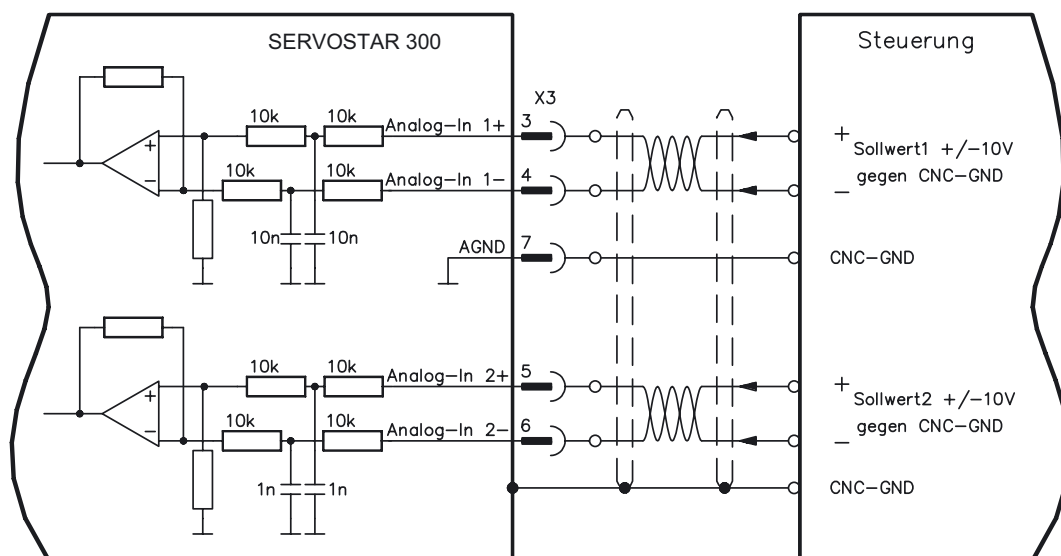 SERVOSTAR 300
Steuerung
X3
10k 10k Analog-In 1+ 3
+
+ Sollwert1 +/-10V
10k 10k Analog-In 1- 4
-
- gegen CNC-GND
10n 10n
AGND 7 CNC-GND
10k 10k Analog-In 2+ 5
+
+ Sollwert2 +/-10V
10k 10k Analog-In 2- 6
-
- gegen CNC-GND
1n 1n
CNC-GND